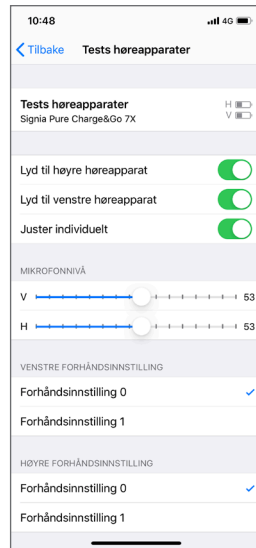 10:48
4G
Tilbake
Tests høreapparater
Tests høreapparater
H
Signia Pure Charge&Go 7X
V
Lyd til høyre høreapparat
Lyd til venstre høreapparat
Juster individuelt
MIKROFONNIVÅ
V 53
H 53
VENSTRE FORHÅNDSINNSTILLING
Forhåndsinnstilling 0
Forhåndsinnstilling 1
HØYRE FORHÅNDSINNSTILLING
Forhåndsinnstilling 0
Forhåndsinnstilling 1